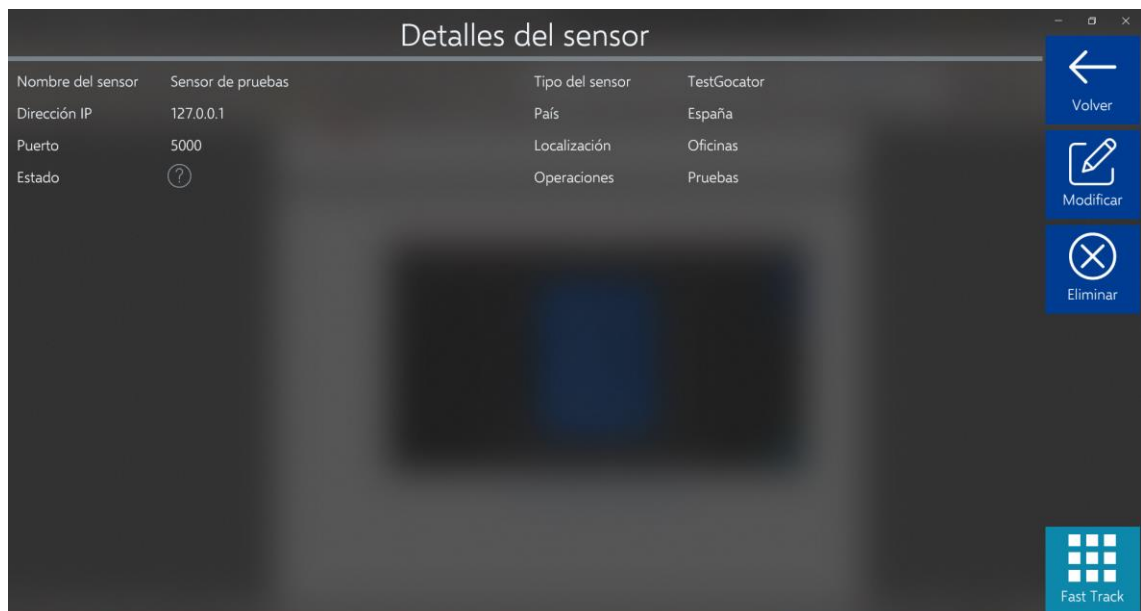 Detalles del sensor
Nombre del sensor Sensor de pruebas Tipo del sensor TestGocator
Dirección IP 127.0.0.1 País España
Puerto 5000 Localización Oficinas
Estado ? Operaciones Pruebas
Volver
Modificar
Eliminar
Fast Track